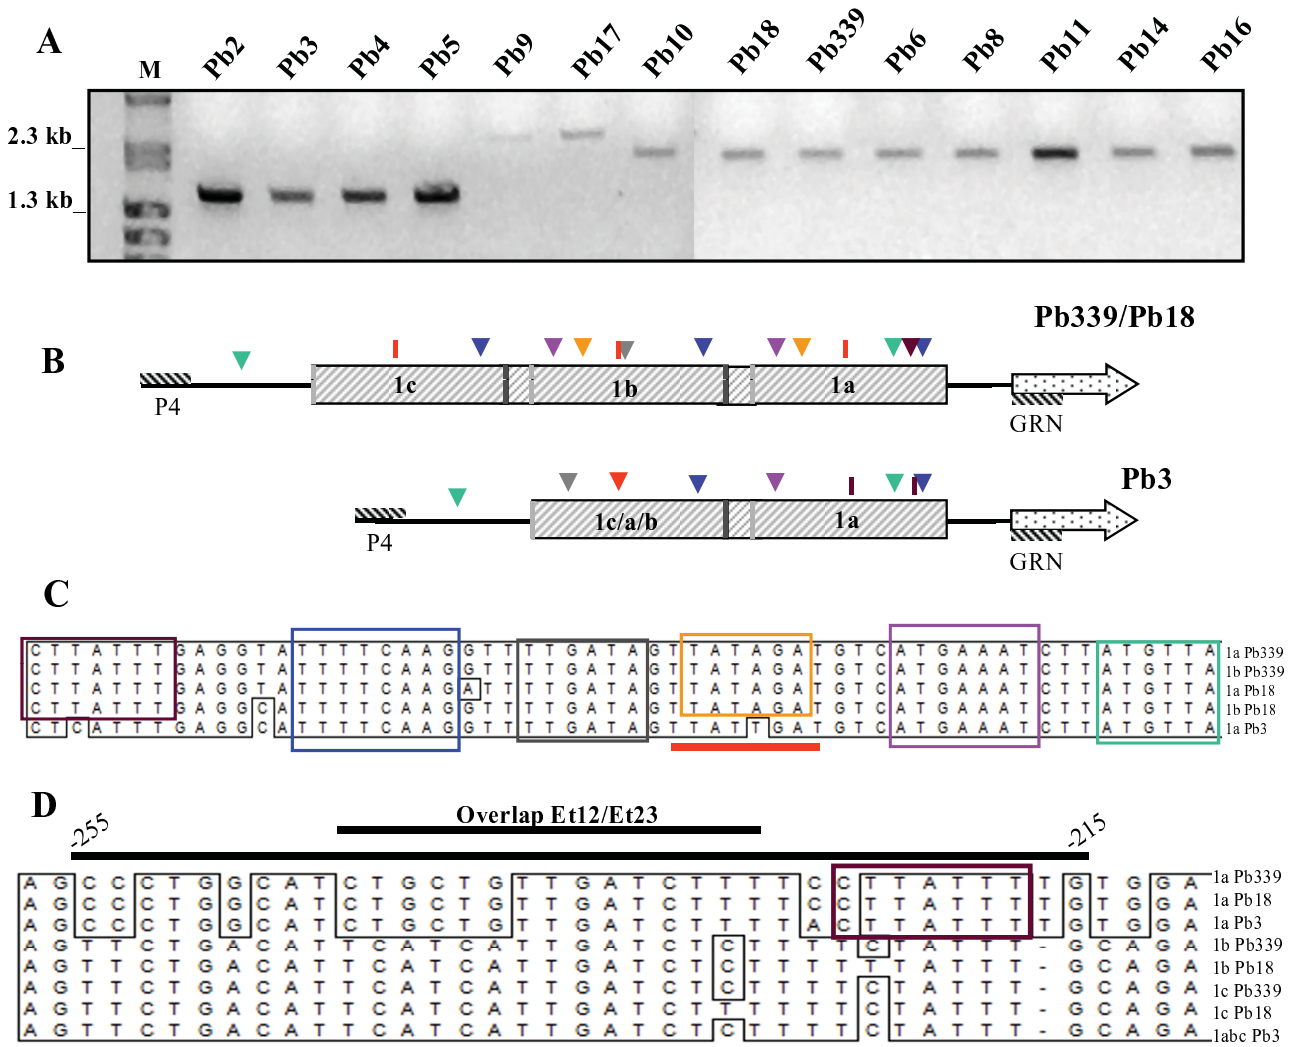 A
M
Pb2 Pb3 Pb4 Pb5 Pb9 Pb17 Pb10 Pb18 Pb339 Pb6 Pb8 Pb11 Pb14 Pb16
2.3 kb_
1.3 kb_
B
Pb339/Pb18
1c 1b 1a
P4 GRN
Pb3
1c/a/b 1a
P4 GRN
C
C T T A T T T G A G G T A T T T T C A A G G T T T T G A T A G T T A T A G A T G T C A T G A A A T C T T A T G T T A 1a Pb339
C T T A T T T G A G G T A T T T T C A A G G T T T T G A T A G T T A T A G A T G T C A T G A A A T C T T A T G T T A 1b Pb339
C T T A T T T G A G G T A T T T T C A A G A T T T T G A T A G T T A T A G A T G T C A T G A A A T C T T A T G T T A 1a Pb18
C T T A T T T G A G G C A T T T T C A A G G T T T T G A T A G T T A T A G A T G T C A T G A A A T C T T A T G T T A 1b Pb18
C T C A T T T G A G G C A T T T T C A A G G T T T T G A T A G T T A T T G A T G T C A T G A A A T C T T A T G T T A 1a Pb3
D
Overlap Et12/Et23
-255 -215
A G C C C T G G C A T C T G C T G T T G A T C T T T T C C T T A T T T T G T G G A 1a Pb339
A G C C C T G G C A T C T G C T G T T G A T C T T T T C C T T A T T T T G T G G A 1a Pb18
A G C C C T G G C A T C T G C T G T T G A T C T T T T A C T T A T T T T G T G G A 1a Pb3
A G T T C T G A C A T T C A T C A T T G A T C T C T T T T C T A T T T - G C A G A 1b Pb339
A G T T C T G A C A T T C A T C A T T G A T C T C T T T T T T A T T T - G C A G A 1b Pb18
A G T T C T G A C A T T C A T C A T T G A T C T C T T T T C T A T T T - G C A G A 1c Pb339
A G T T C T G A C A T T C A T C A T T G A T C T T T T T T C T A T T T - G C A G A 1c Pb18
A G T T C T G A C A T T C A T C A T T G A T C T C T T T T C T A T T T - G C A G A 1abc Pb3